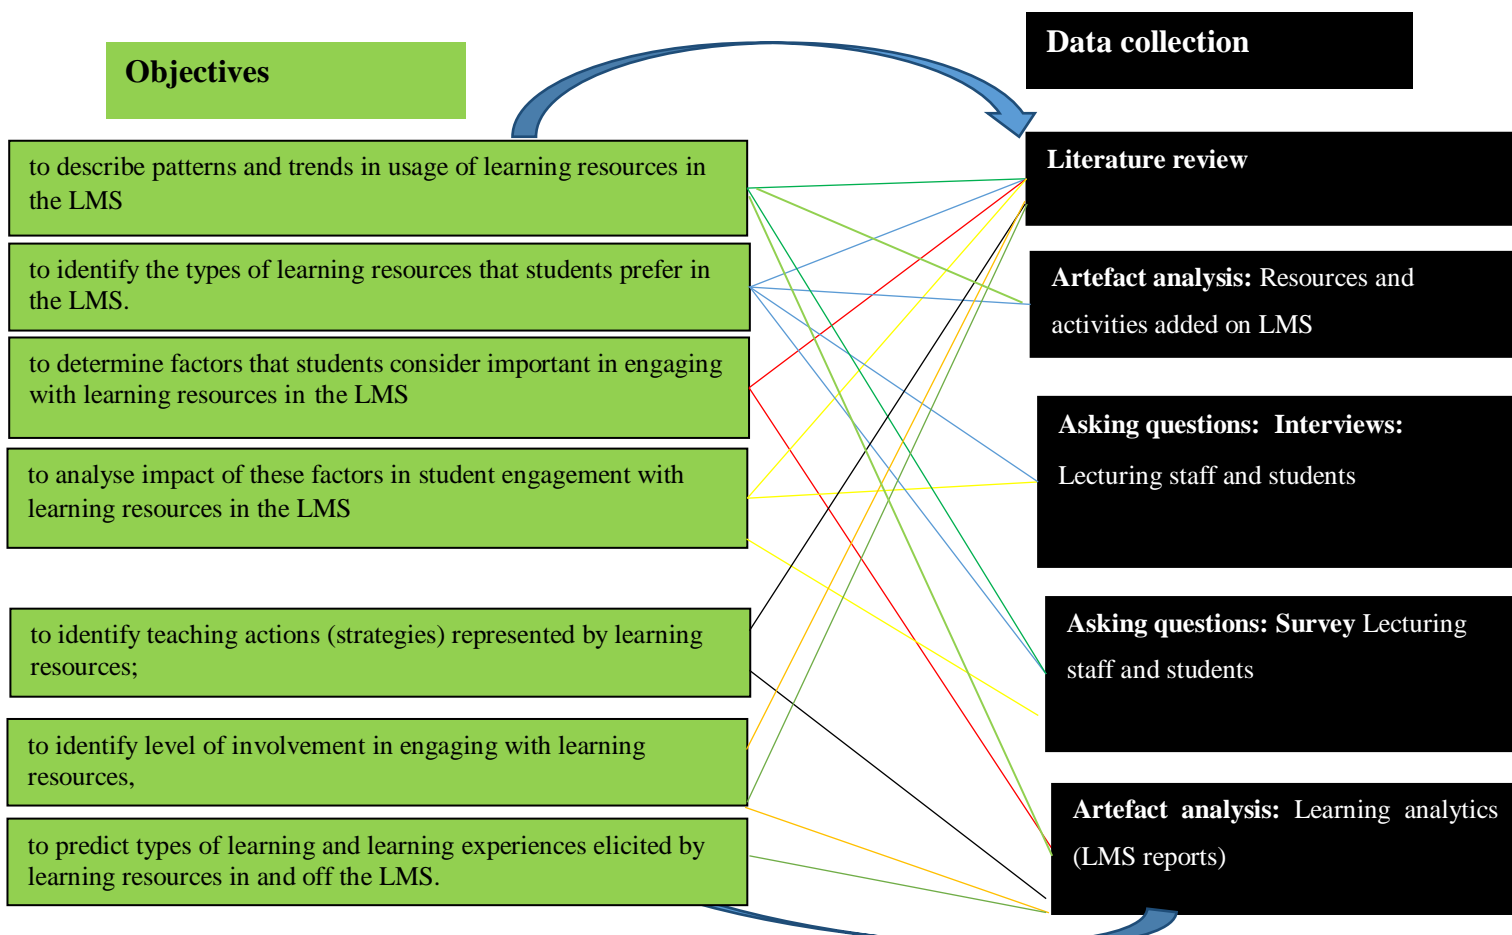 Objectives
to describe patterns and trends in usage of learning resources in
the LMS
to identify the types of learning resources that students prefer in
the LMS.
to determine factors that students consider important in engaging
with learning resources in the LMS
to analyse impact of these factors in student engagement with
learning resources in the LMS
to identify teaching actions (strategies) represented by learning
resources;
to identify level of involvement in engaging with learning
resources,
to predict types of learning and learning experiences elicited by
learning resources in and off the LMS.
Data collection
Literature review
Artefact analysis: Resources and
activities added on LMS
Asking questions: Interviews:
Lecturing staff and students
Asking questions: Survey Lecturing
staff and students
Artefact analysis: Learning analytics
(LMS reports)